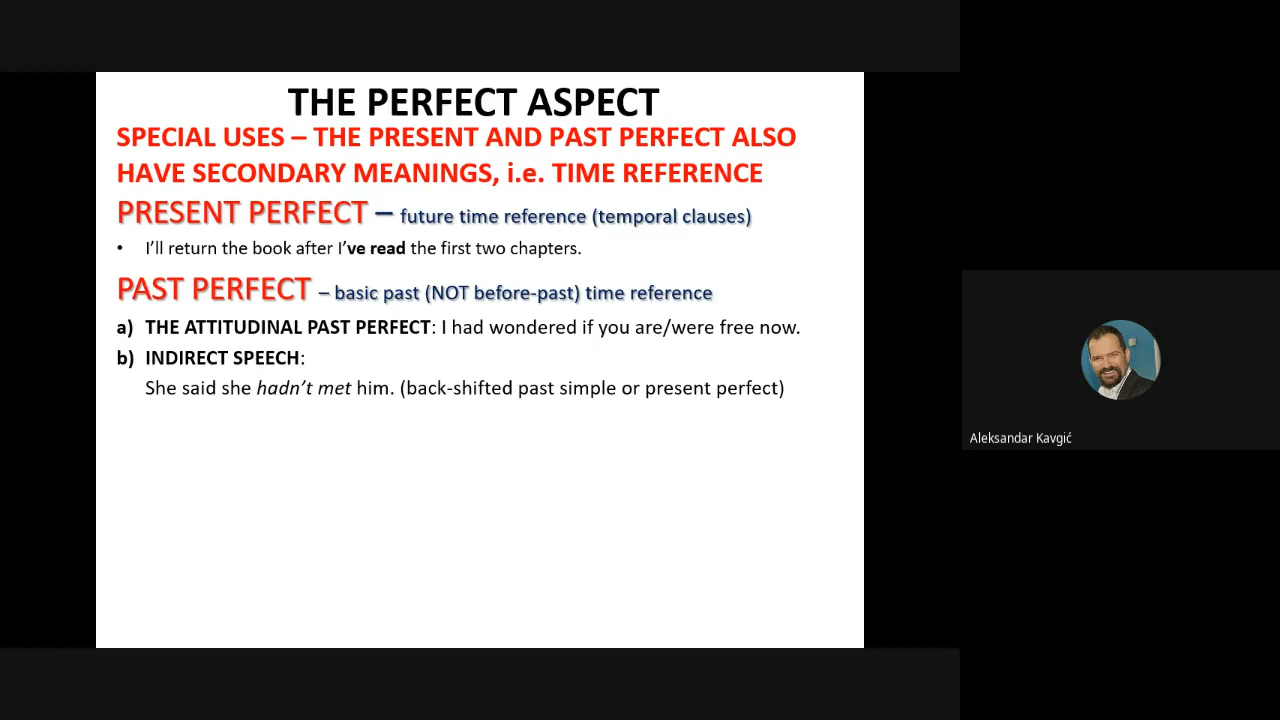 THE PERFECT ASPECT
SPECIAL USES – THE PRESENT AND PAST PERFECT ALSO
HAVE SECONDARY MEANINGS, i.e. TIME REFERENCE
PRESENT PERFECT – future time reference (temporal clauses)
• I’ll return the book after I’ve read the first two chapters.
PAST PERFECT – basic past (NOT before-past) time reference
a) THE ATTITUDINAL PAST PERFECT: I had wondered if you are/were free now.
b) INDIRECT SPEECH:
She said she hadn’t met him. (back-shifted past simple or present perfect)
Aleksandar Kavgić